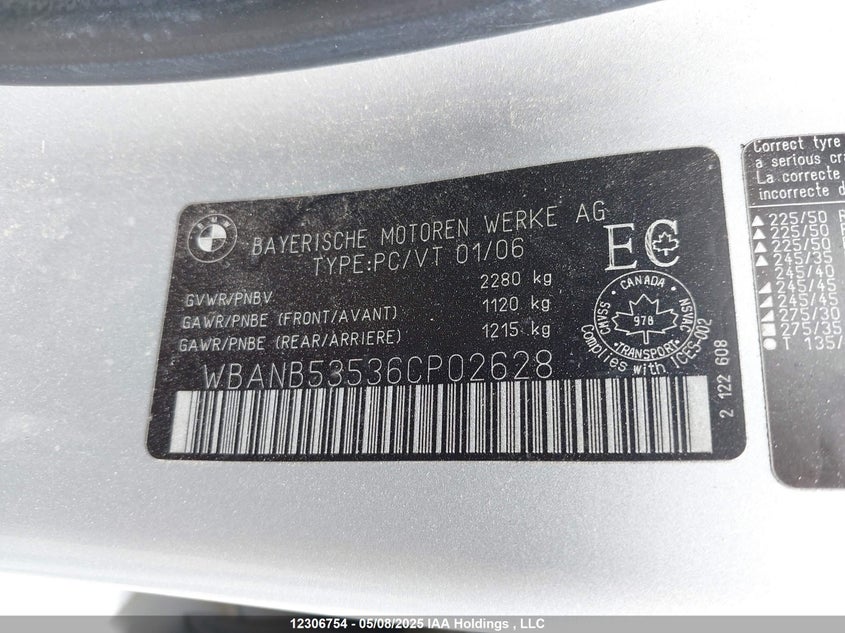 BMW
BAYERISCHE MOTOREN WERKE AG
TYPE:PC/VT 01/06
GVWR/PNBV 2280 kg
GAWR/PNBE (FRONT/AVANT) 1120 kg
GAWR/PNBE (REAR/ARRIERE) 1215 kg
WBANB53536CP02628
EC
CANADA
CMVSS
978
NSVAC
TRANSPORT
Complies with ICES-002
2 122 608
Correct tyre
a serious cr
La correcte
incorrecte d
225/50 R
225/50 R
225/50
245/35
245/40
245/45
245/45
275/30
275/35
T 135/
12306754 - 05/08/2025 IAA Holdings , LLC